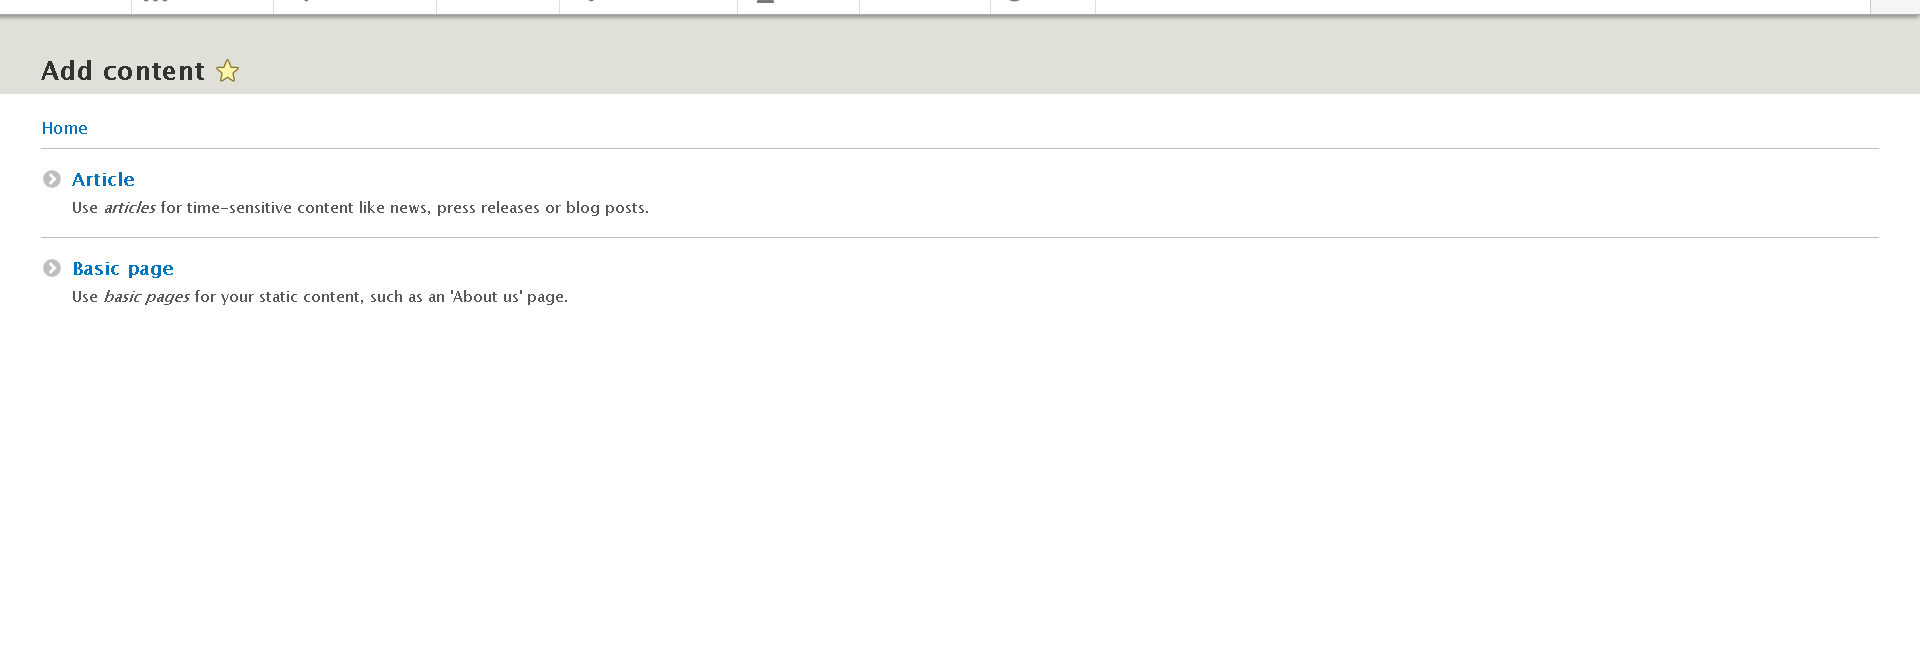 Add content
Home
Article
Use articles for time-sensitive content like news, press releases or blog posts.
Basic page
Use basic pages for your static content, such as an 'About us' page.